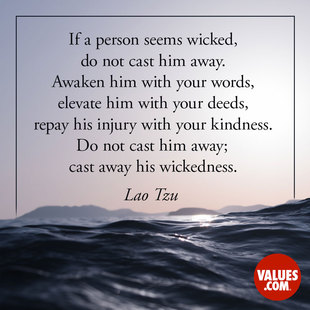 If a person seems wicked,
do not cast him away.
Awaken him with your words,
elevate him with your deeds,
repay his injury with your kindness.
Do not cast him away;
cast away his wickedness.
Lao Tzu
VALUES
.COM